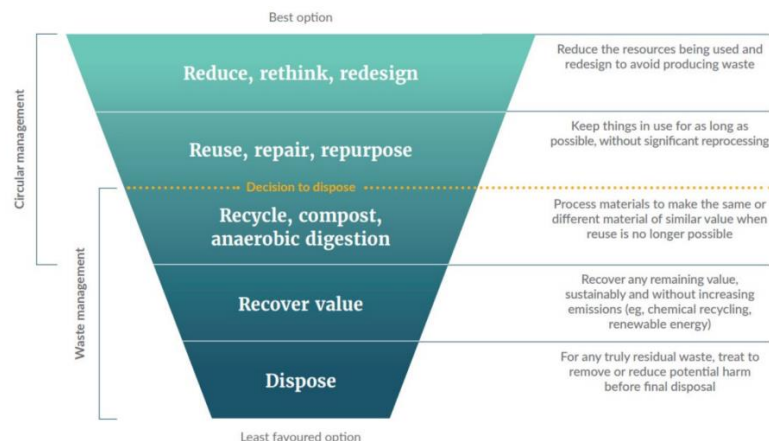 Best option
Circular management
Waste management
Reduce, rethink, redesign
Reduce the resources being used and
redesign to avoid producing waste
Reuse, repair, repurpose
Keep things in use for as long as
possible, without significant reprocessing
Decision to dispose
Recycle, compost,
anaerobic digestion
Process materials to make the same or
different material of similar value when
reuse is no longer possible
Recover value
Recover any remaining value,
sustainably and without increasing
emissions (eg, chemical recycling,
renewable energy)
Dispose
For any truly residual waste, treat to
remove or reduce potential harm
before final disposal
Least favoured option